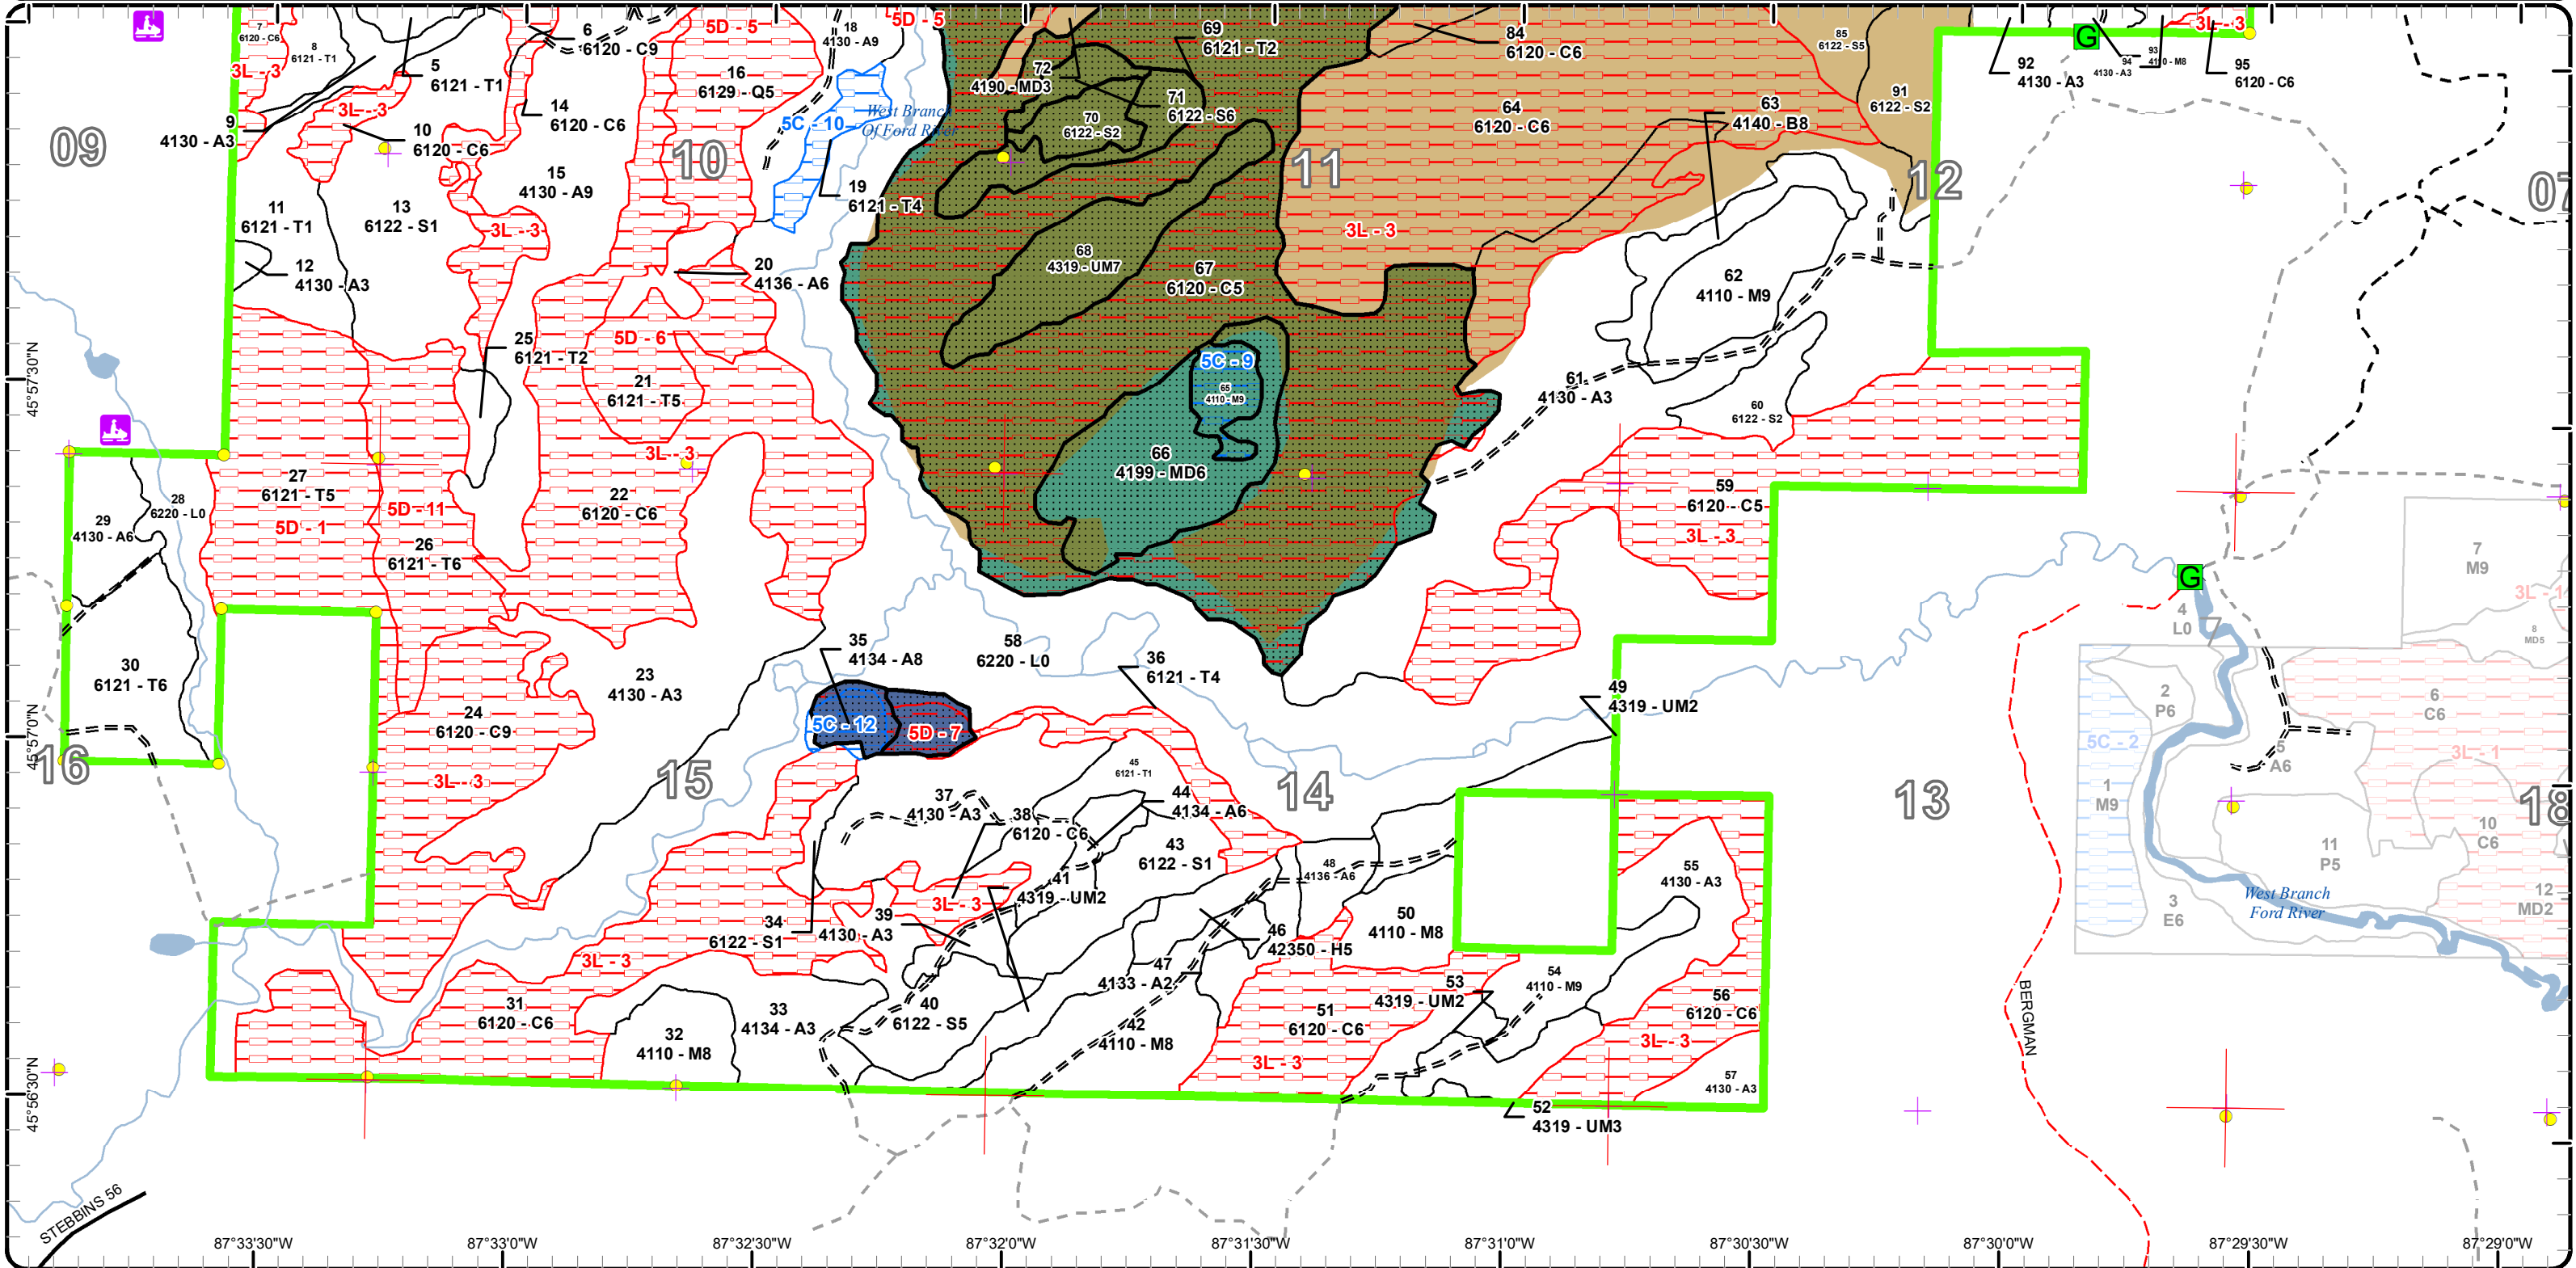 7
6120 - C6
8
6121 - T1
3L - 3
5
6121 - T1
6
6120 - C9
5D - 5
16
6129 - Q5
18
4130 - A9
5D - 5
69
6121 - T2
84
6120 - C6
85
6122 - S5
92
4130 - A3
G
94
4130 - A3
93
4190 - M8
3L - 3
95
6120 - C6
09
9
4130 - A3
3L - 3
10
6120 - C6
14
6120 - C6
10
5C - 10
West Branch
Of Ford River
72
4190 - MD3
71
6122 - S6
70
6122 - S2
11
64
6120 - C6
63
4140 - B8
91
6122 - S2
12
07
11
6121 - T1
13
6122 - S1
15
4130 - A9
3L - 3
19
6121 - T4
12
4130 - A3
20
4136 - A6
68
4319 - UM7
67
6120 - C5
3L - 3
62
4110 - M9
25
6121 - T2
5D - 6
21
6121 - T5
5C - 9
65
4110 - M9
61
4130 - A3
60
6122 - S2
45°57'30"N
27
6121 - T5
5D - 1
28
6220 - L0
29
4130 - A6
5D - 11
26
6121 - T6
3L - 3
22
6120 - C6
66
4199 - MD6
59
6120 - C5
3L - 3
7
M9
3L - 1
8
MD5
G
4
L0
30
6121 - T6
23
4130 - A3
35
4134 - A8
58
6220 - L0
36
6121 - T4
49
4319 - UM2
2
P6
6
C6
45°57'0"N
16
24
6120 - C9
3L - 3
15
5C - 12
5D - 7
45
6121 - T1
14
13
5C - 2
1
M9
5
A6
3L - 1
18
37
4130 - A3
38
6120 - C6
44
4134 - A6
43
6122 - S1
48
4136 - A6
55
4130 - A3
11
P5
10
C6
34
6122 - S1
39
4130 - A3
3L - 3
41
4319 - UM2
46
42350 - H5
50
4110 - M8
3
E6
West Branch
Ford River
12
MD2
3L - 3
31
6120 - C6
32
4110 - M8
33
4134 - A3
40
6122 - S5
47
4133 - A2
42
4110 - M8
51
6120 - C6
3L - 3
53
4319 - UM2
54
4110 - M9
56
6120 - C6
3L - 3
57
4130 - A3
52
4319 - UM3
BERGMAN
45°56'30"N
STEBBINS 56
87°33'30"W
87°33'0"W
87°32'30"W
87°32'0"W
87°31'30"W
87°31'0"W
87°30'30"W
87°30'0"W
87°29'30"W
87°29'0"W